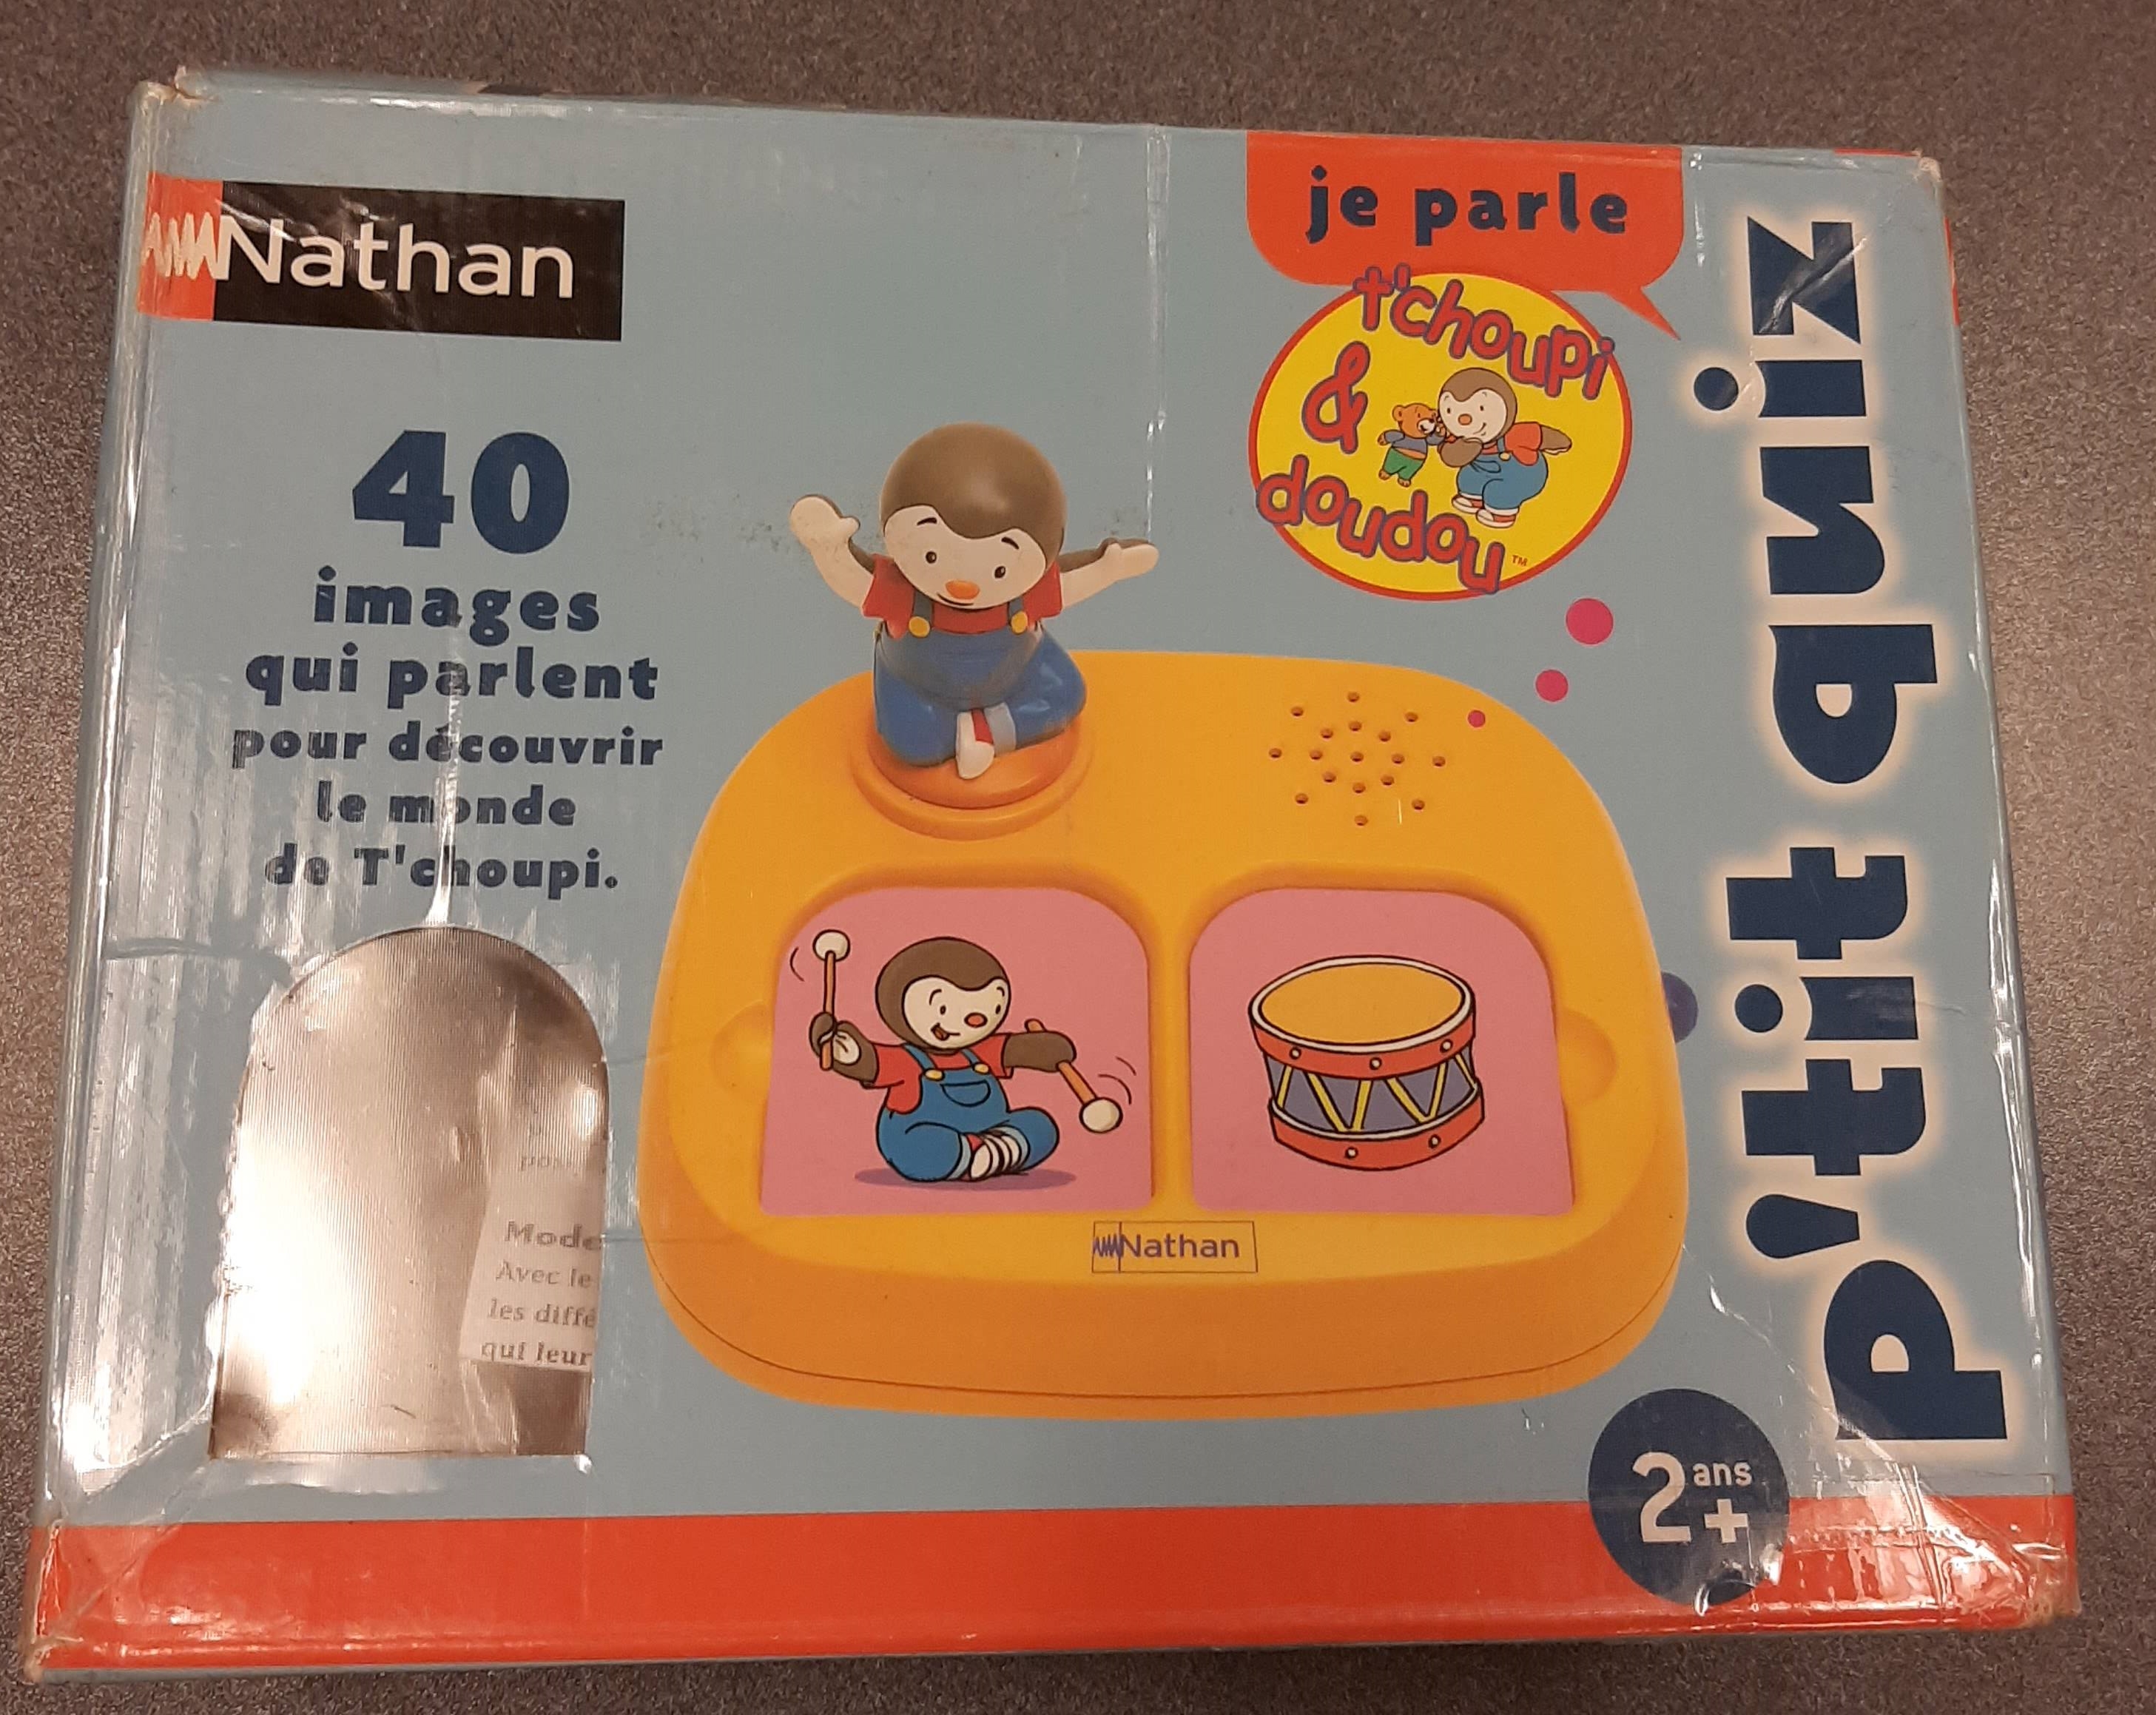 Nathan
40
images
qui parlent
pour découvrir
le monde
de T'choupi.
je parle
t'choupi
&
doudou™
p'tit quiz
Mode
Avec le
les diffé
qui leur
Nathan
2 ans
+